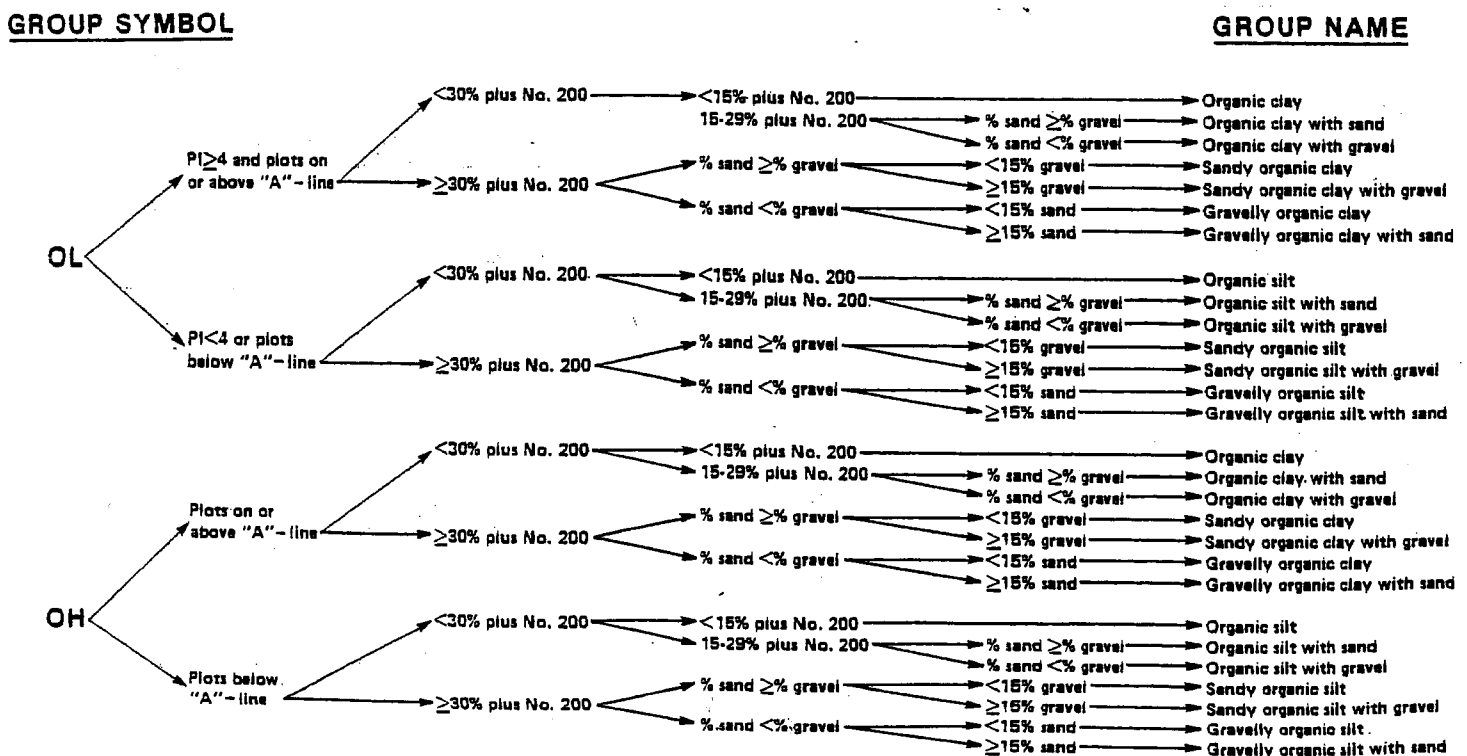 GROUP SYMBOL
GROUP NAME
<30% plus No. 200
<15% plus No. 200
Organic clay
15-29% plus No. 200
% sand ≥% gravel
Organic clay with sand
% sand <% gravel
Organic clay with gravel
PI≥4 and plots on
or above "A"-line
≥30% plus No. 200
% sand ≥% gravel
<15% gravel
Sandy organic clay
≥15% gravel
Sandy organic clay with gravel
% sand <% gravel
<15% sand
Gravelly organic clay
≥15% sand
Gravelly organic clay with sand
OL
<30% plus No. 200
<15% plus No. 200
Organic silt
15-29% plus No. 200
% sand ≥% gravel
Organic silt with sand
% sand <% gravel
Organic silt with gravel
PI<4 or plots
below "A"-line
≥30% plus No. 200
% sand ≥% gravel
<15% gravel
Sandy organic silt
≥15% gravel
Sandy organic silt with gravel
% sand <% gravel
<15% sand
Gravelly organic silt
≥15% sand
Gravelly organic silt with sand
<30% plus No. 200
<15% plus No. 200
Organic clay
15-29% plus No. 200
% sand ≥% gravel
Organic clay with sand
% sand <% gravel
Organic clay with gravel
Plots on or
above "A"-line
≥30% plus No. 200
% sand ≥% gravel
<15% gravel
Sandy organic clay
≥15% gravel
Sandy organic clay with gravel
% sand <% gravel
<15% sand
Gravelly organic clay
≥15% sand
Gravelly organic clay with sand
OH
<30% plus No. 200
<15% plus No. 200
Organic silt
15-29% plus No. 200
% sand ≥% gravel
Organic silt with sand
% sand <% gravel
Organic silt with gravel
Plots below
"A"-line
≥30% plus No. 200
% sand ≥% gravel
<15% gravel
Sandy organic silt
≥15% gravel
Sandy organic silt with gravel
% sand <% gravel
<15% sand
Gravelly organic silt
≥15% sand
Gravelly organic silt with sand